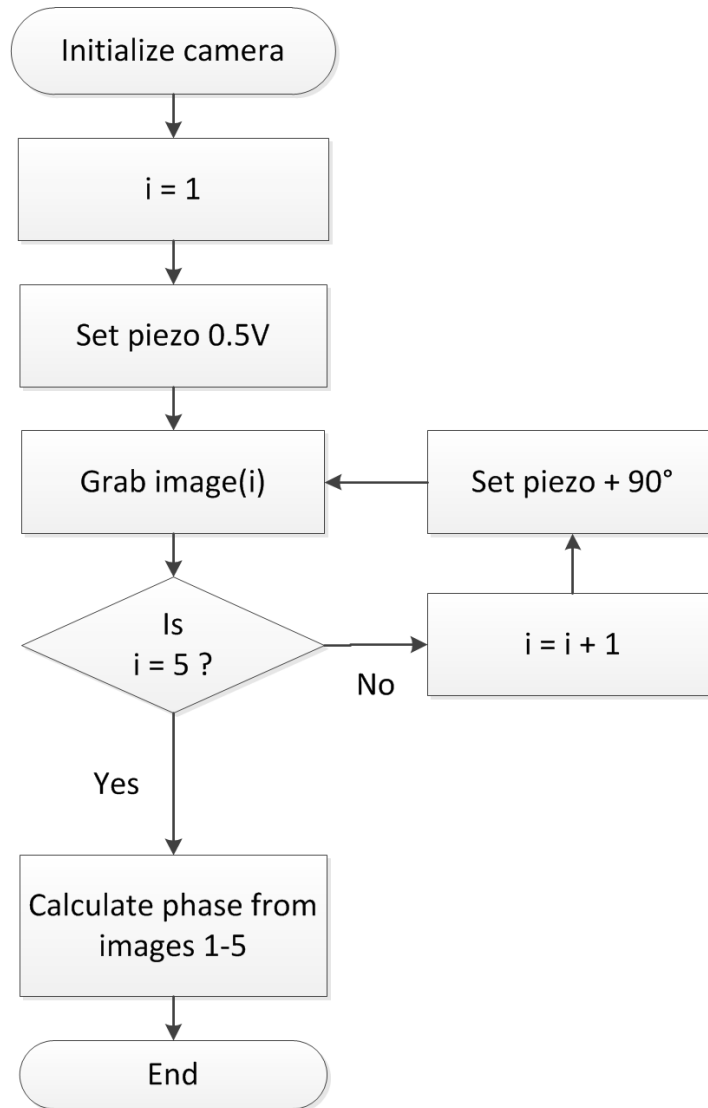 Initialize camera
i = 1
Set piezo 0.5V
Grab image(i)
Set piezo + 90°
Is
i = 5 ?
No
i = i + 1
Yes
Calculate phase from
images 1-5
End